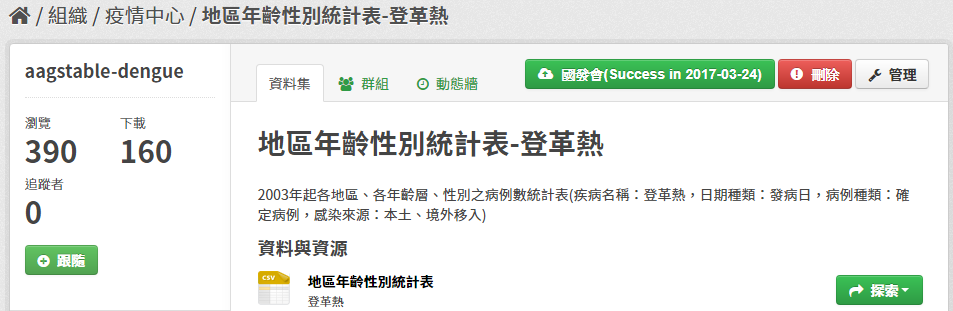 / 組織 / 疫情中心 / 地區年齡性別統計表-登革熱
aagstable-dengue
瀏覽 下載
390 160
追蹤者
0
跟隨
資料集 群組 動態牆 國發會(Success in 2017-03-24) 刪除 管理
地區年齡性別統計表-登革熱
2003年起各地區、各年齡層、性別之病例數統計表(疾病名稱：登革熱，日期種類：發病日，病例種類：確
定病例，感染來源：本土、境外移入)
資料與資源
CSV 地區年齡性別統計表 探索
登革熱